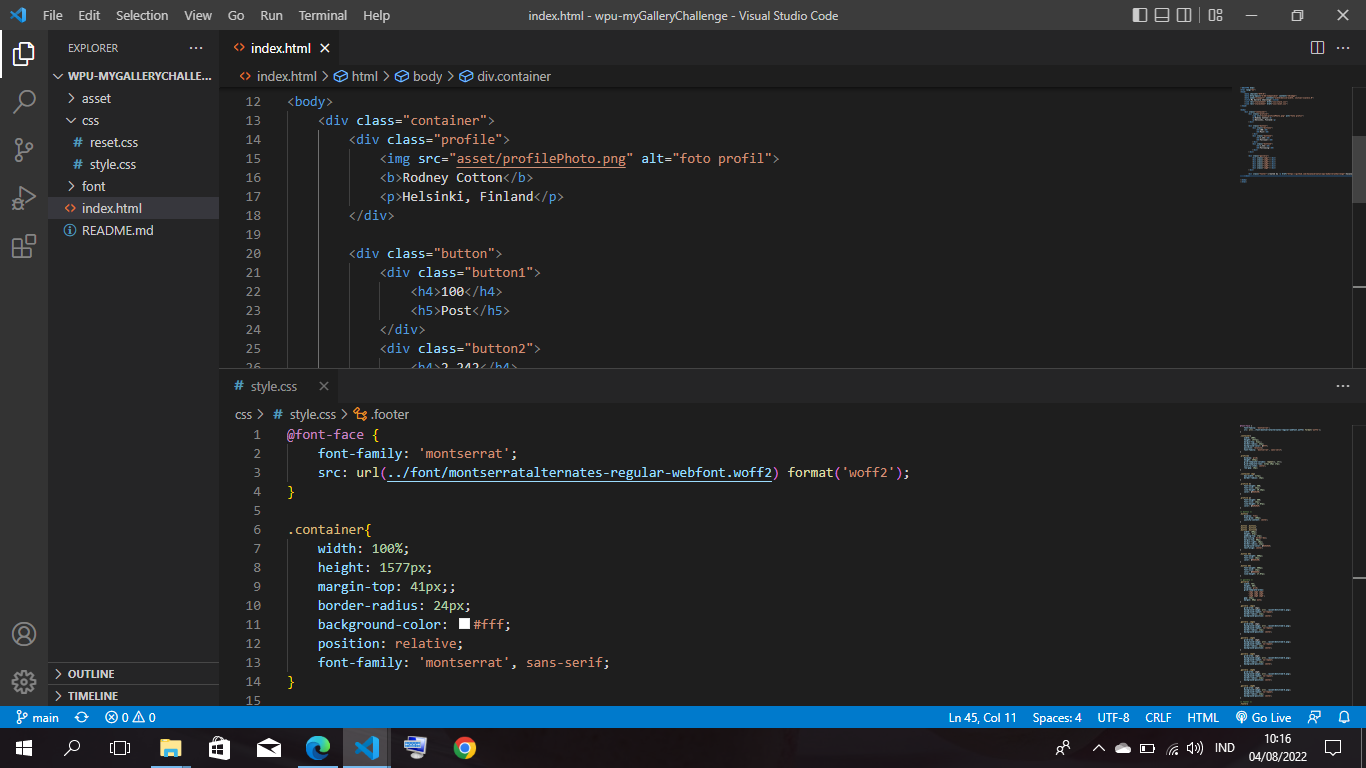 File Edit Selection View Go Run Terminal Help index.html - wpu-myGalleryChallenge - Visual Studio Code
EXPLORER
WPU-MYGALLERYCHALLE...
asset
css
reset.css
style.css
font
index.html
README.md
OUTLINE
TIMELINE
index.html
index.html > html > body > div.container
12 <body>
13 <div class="container">
14 <div class="profile">
15 <img src="asset/profilePhoto.png" alt="foto profil">
16 <b>Rodney Cotton</b>
17 <p>Helsinki, Finland</p>
18 </div>
19
20 <div class="button">
21 <div class="button1">
22 <h4>100</h4>
23 <h5>Post</h5>
24 </div>
25 <div class="button2">
26 <h4>2.242</h4>
style.css
css > style.css > .footer
1 @font-face {
2 font-family: 'montserrat';
3 src: url(../font/montserratalternates-regular-webfont.woff2) format('woff2');
4 }
5
6 .container{
7 width: 100%;
8 height: 1577px;
9 margin-top: 41px;;
10 border-radius: 24px;
11 background-color: #fff;
12 position: relative;
13 font-family: 'montserrat', sans-serif;
14 }
15
main 0 0 Ln 45, Col 11 Spaces: 4 UTF-8 CRLF HTML Go Live
IND
10:16
04/08/2022